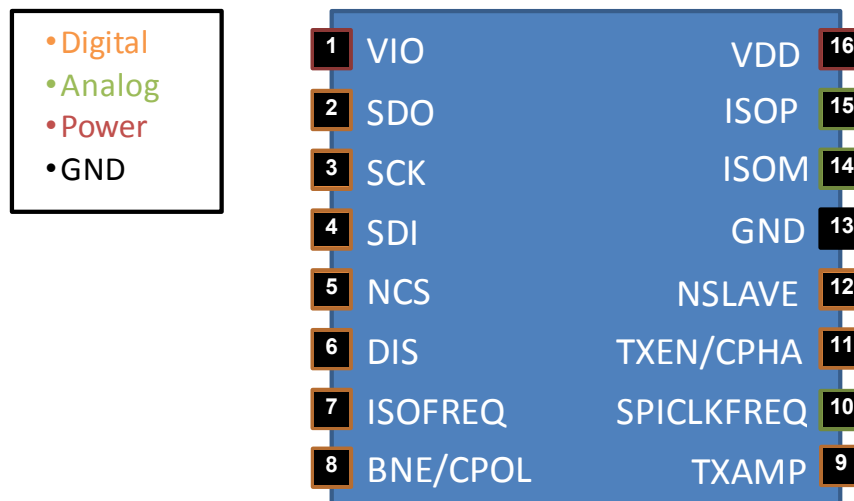 •Digital
•Analog
•Power
•GND
1 VIO
2 SDO
3 SCK
4 SDI
5 NCS
6 DIS
7 ISOFREQ
8 BNE/CPOL
VDD 16
ISOP 15
ISOM 14
GND 13
NSLAVE 12
TXEN/CPHA 11
SPICLKFREQ 10
TXAMP 9